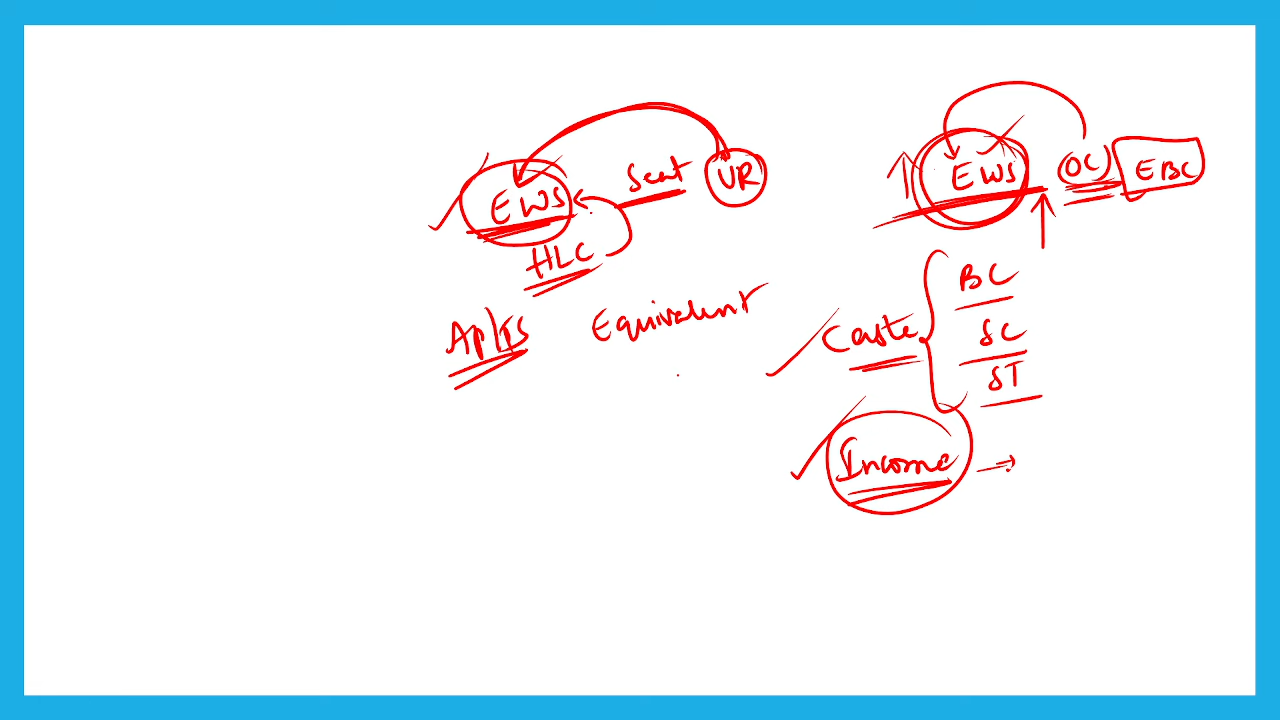 EWS Seat UR
HLC
AP/TS Equivalent
EWS OC EBC
Caste BC
SC
ST
Income